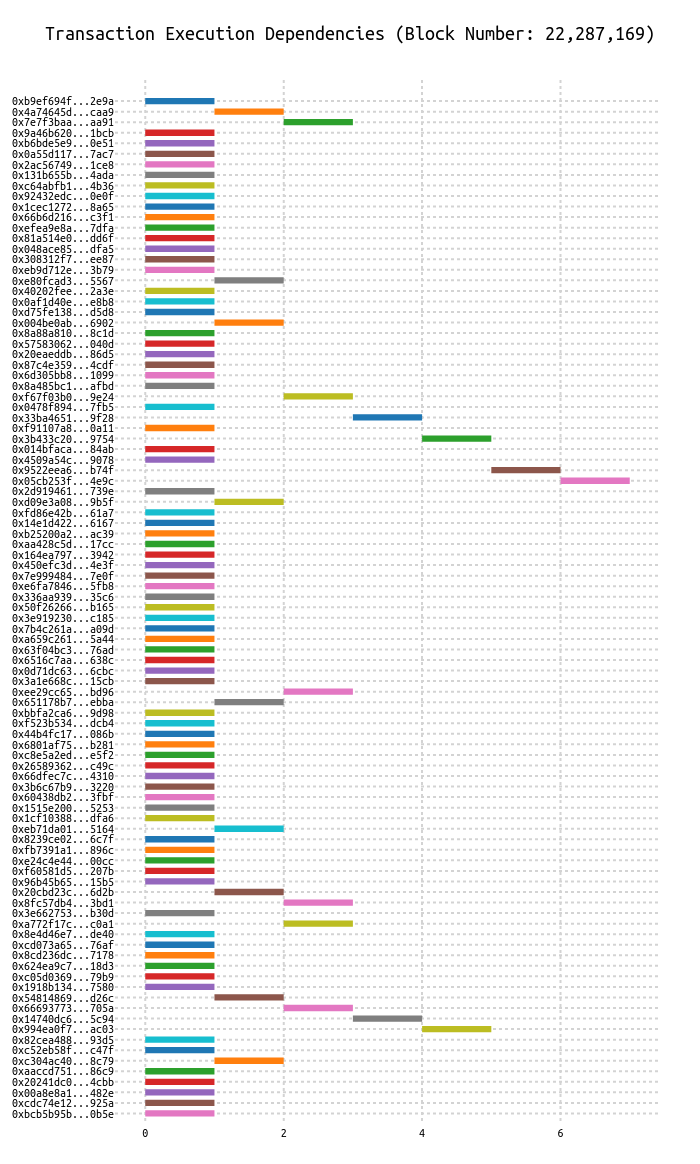 Transaction Execution Dependencies (Block Number: 22,287,169)
0xb9ef694f...2e9a
0x4a74645d...caa9
0x7e7f3baa...aa91
0x9a46b620...1bcb
0xb6bde5e9...0e51
0x0a55d117...7ac7
0x2ac56749...1ce8
0x131b655b...4ada
0xc64abfb1...4b36
0x92432edc...0e0f
0x1cec1272...8a65
0x66b6d216...c3f1
0xefea9e8a...7dfa
0x81a514e0...dd6f
0x048ace85...dfa5
0x308312f7...ee87
0xeb9d712e...3b79
0xe80fcad3...5567
0x40202fee...2a3e
0x0af1d40e...e8b8
0xd75fe138...d5d8
0x004be0ab...6902
0x8a88a810...8c1d
0x57583062...040d
0x20eaeddb...86d5
0x87c4e359...4cdf
0x6d305bb8...1099
0x8a485bc1...afbd
0xf67f03b0...9e24
0x0478f894...7fb5
0x33ba4651...9f28
0xf91107a8...0a11
0x3b433c20...9754
0x014bfaca...84ab
0x4509a54c...9078
0x9522eea6...b74f
0x05cb253f...4e9c
0x2d919461...739e
0xd09e3a08...9b5f
0xfd86e42b...61a7
0x14e1d422...6167
0xb25200a2...ac39
0xaa428c5d...17cc
0x164ea797...3942
0x450efc3d...4e3f
0x7e999484...7e0f
0xe6fa7846...5fb8
0x336aa939...35c6
0x50f26266...b165
0x3e919230...c185
0x7b4c261a...a09d
0xa659c261...5a44
0x63f04bc3...76ad
0x6516c7aa...638c
0x0d71dc63...6cbc
0x3a1e668c...15cb
0xee29cc65...bd96
0x651178b7...ebba
0xbbfa2ca6...9d98
0xf523b534...dcb4
0x44b4fc17...086b
0x6801af75...b281
0xc8e5a2ed...e5f2
0x26589362...c49c
0x66dfec7c...4310
0x3b6c67b9...3220
0x60438db2...3fbf
0x1515e200...5253
0x1cf10388...dfa6
0xeb71da01...5164
0x8239ce02...6c7f
0xfb7391a1...896c
0xe24c4e44...00cc
0xf60581d5...207b
0x96b45b65...15b5
0x20cbd23c...6d2b
0x8fc57db4...3bd1
0x3e662753...b30d
0xa772f17c...c0a1
0x8e4d46e7...de40
0xcd073a65...76af
0x8cd236dc...7178
0x624ea9c7...18d3
0xc05d0369...79b9
0x1918b134...7580
0x54814869...d26c
0x66693773...705a
0x14740dc6...5c94
0x994ea0f7...ac03
0x82cea488...93d5
0xc52eb58f...c47f
0xc304ac40...8c79
0xaaccd751...86c9
0x20241dc0...4cbb
0x00a8e8a1...482e
0xcdc74e12...925a
0xbcb5b95b...0b5e
0 2 4 6